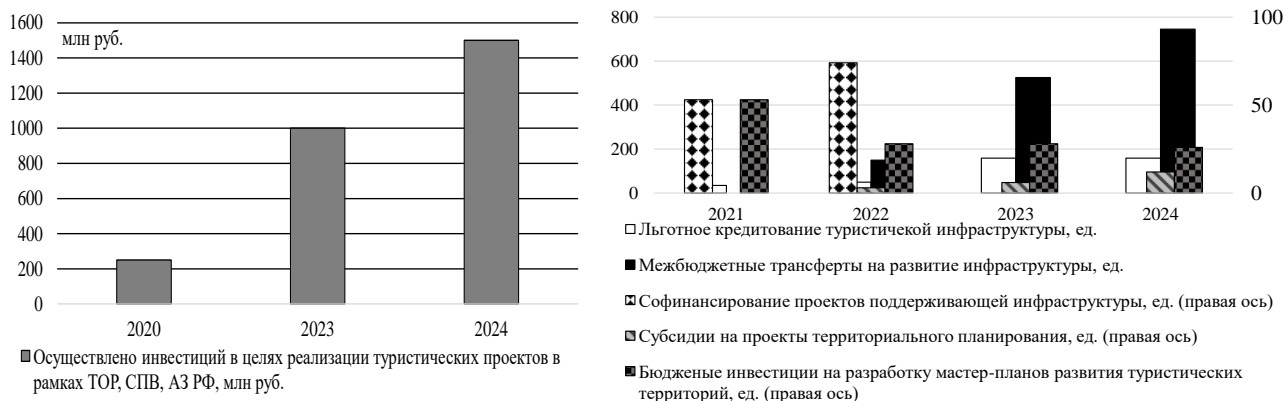 1600
1400
1200
1000
800
600
400
200
0
млн руб.
2020
2023
2024
Осуществлено инвестиций в целях реализации туристических проектов в
рамках ТОР, СПВ, АЗ РФ, млн руб.
800
600
400
200
0
100
50
0
2021
2022
2023
2024
Льготное кредитование туристичекой инфраструктуры, ед.
Межбюджетные трансферты на развитие инфраструктуры, ед.
Софинансирование проектов поддерживающей инфраструктуры, ед. (правая ось)
Субсидии на проекты территориального планирования, ед. (правая ось)
Бюдженые инвестиции на разработку мастер-планов развития туристических
территорий, ед. (правая ось)